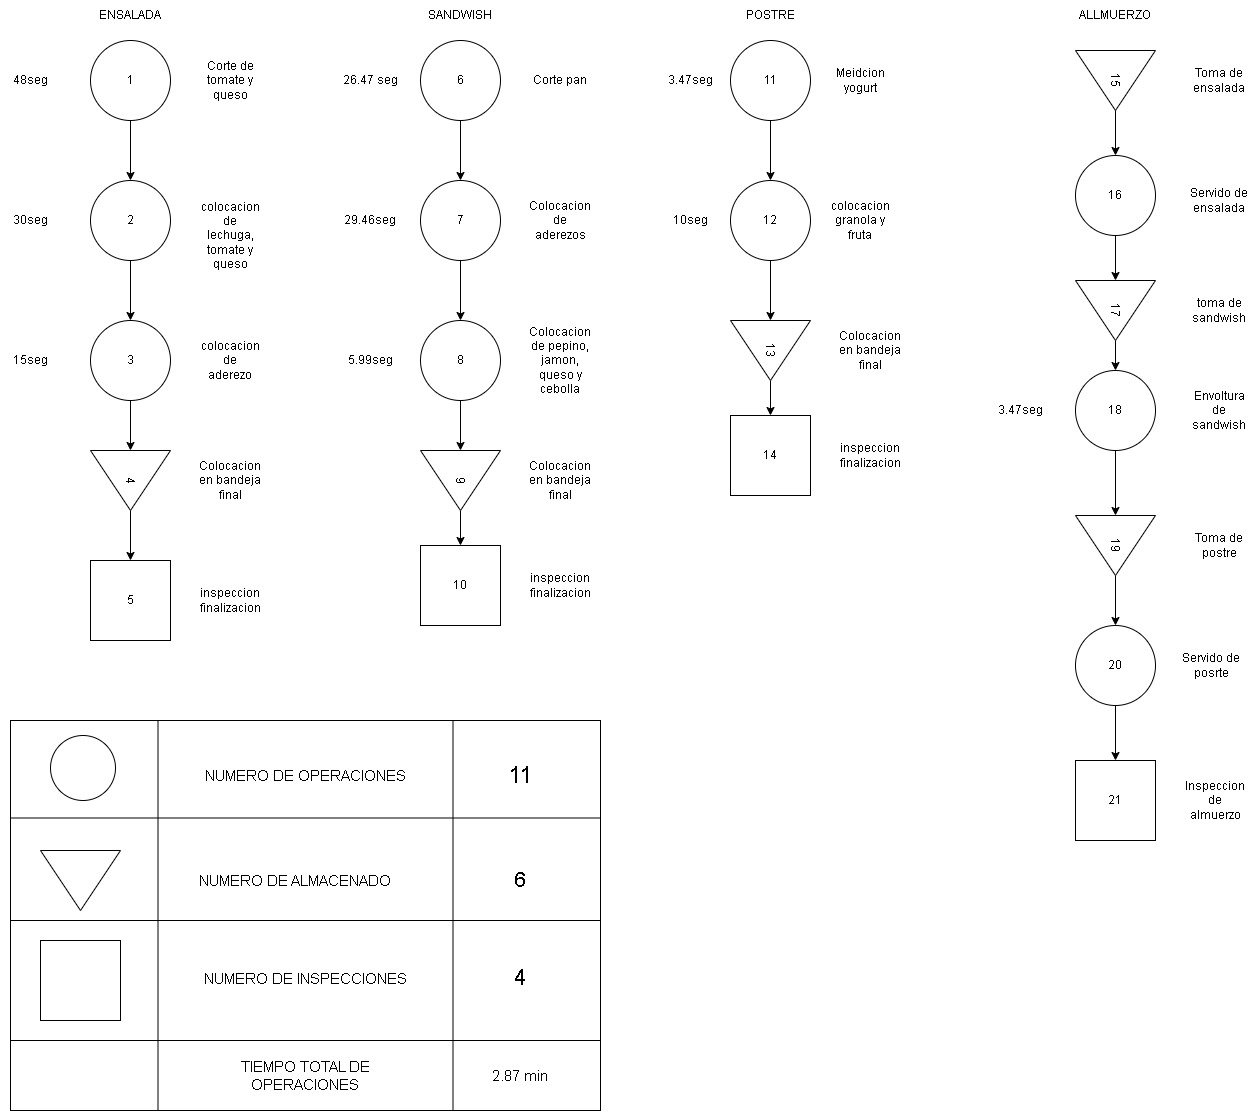 ENSALADA
48seg
1
Corte de
tomate y
queso
30seg
2
colocacion
de
lechuga,
tomate y
queso
15seg
3
colocacion
de
aderezo
4
Colocacion
en bandeja
final
5
inspeccion
finalizacion
SANDWISH
26.47 seg
6
Corte pan
29.46seg
7
Colocacion
de
aderezos
5.99seg
8
Colocacion
de pepino,
jamon,
queso y
cebolla
9
Colocacion
en bandeja
final
10
inspeccion
finalizacion
POSTRE
3.47seg
11
Meidcion
yogurt
10seg
12
colocacion
granola y
fruta
13
Colocacion
en bandeja
final
14
inspeccion
finalizacion
ALLMUERZO
15
Toma de
ensalada
16
Servido de
ensalada
17
toma de
sandwish
3.47seg
18
Envoltura
de
sandwish
19
Toma de
postre
20
Servido de
posrte
21
Inspeccion
de
almuerzo
NUMERO DE OPERACIONES
11
NUMERO DE ALMACENADO
6
NUMERO DE INSPECCIONES
4
TIEMPO TOTAL DE
OPERACIONES
2.87 min